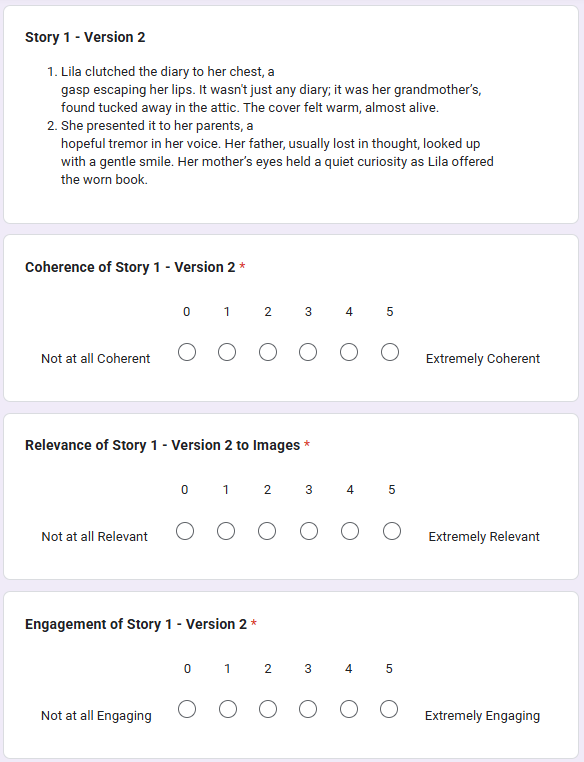 Story 1 - Version 2
1. Lila clutched the diary to her chest, a
gasp escaping her lips. It wasn't just any diary; it was her grandmother's,
found tucked away in the attic. The cover felt warm, almost alive.
2. She presented it to her parents, a
hopeful tremor in her voice. Her father, usually lost in thought, looked up
with a gentle smile. Her mother's eyes held a quiet curiosity as Lila offered
the worn book.
Coherence of Story 1 - Version 2 *
0 1 2 3 4 5
Not at all Coherent Extremely Coherent
Relevance of Story 1 - Version 2 to Images *
0 1 2 3 4 5
Not at all Relevant Extremely Relevant
Engagement of Story 1 - Version 2 *
0 1 2 3 4 5
Not at all Engaging Extremely Engaging